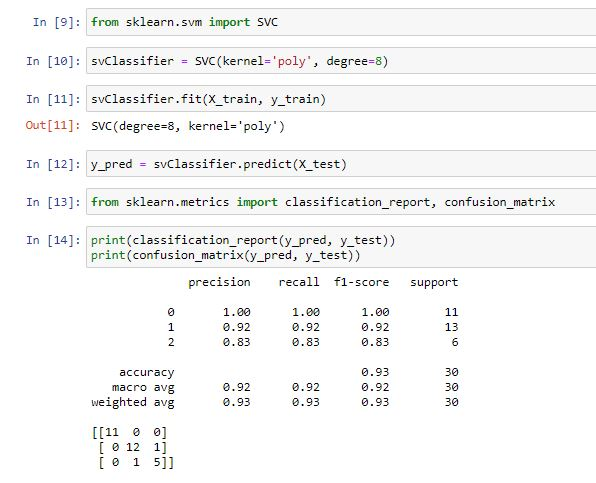 In [9]: from sklearn.svm import SVC
In [10]: svClassifier = SVC(kernel='poly', degree=8)
In [11]: svClassifier.fit(X_train, y_train)
Out[11]: SVC(degree=8, kernel='poly')
In [12]: y_pred = svClassifier.predict(X_test)
In [13]: from sklearn.metrics import classification_report, confusion_matrix
In [14]: print(classification_report(y_pred, y_test))
print(confusion_matrix(y_pred, y_test))
precision recall f1-score support
0 1.00 1.00 1.00 11
1 0.92 0.92 0.92 13
2 0.83 0.83 0.83 6
accuracy 0.93 30
macro avg 0.92 0.92 0.92 30
weighted avg 0.93 0.93 0.93 30
[[11 0 0]
[ 0 12 1]
[ 0 1 5]]